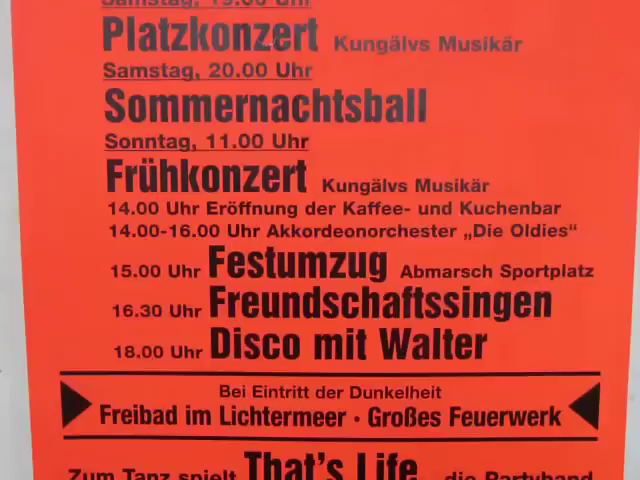 Samstag, 19.00 Uhr
Platzkonzert Kungälvs Musikär
Samstag, 20.00 Uhr
Sommernachtsball
Sonntag, 11.00 Uhr
Frühkonzert Kungälvs Musikär
14.00 Uhr Eröffnung der Kaffee- und Kuchenbar
14.00-16.00 Uhr Akkordeonorchester „Die Oldies“
15.00 Uhr Festumzug Abmarsch Sportplatz
16.30 Uhr Freundschaftssingen
18.00 Uhr Disco mit Walter
Bei Eintritt der Dunkelheit
Freibad im Lichtermeer · Großes Feuerwerk
Zum Tanz spielt That's Life die Partyband